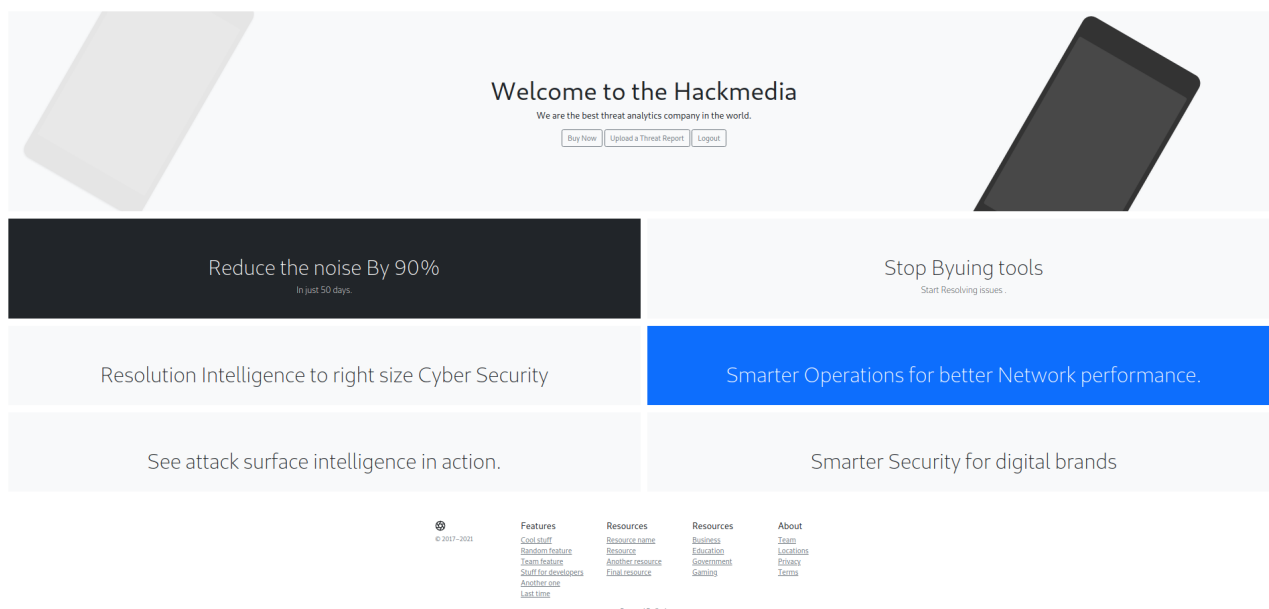 Welcome to the Hackmedia
We are the best threat analytics company in the world.
Buy Now Upload a Threat Report Logout
Reduce the noise By 90%
In just 50 days.
Stop Byuing tools
Start Resolving issues .
Resolution Intelligence to right size Cyber Security
Smarter Operations for better Network performance.
See attack surface intelligence in action.
Smarter Security for digital brands
© 2017–2021
Features
Cool stuff
Random feature
Team feature
Stuff for developers
Another one
Last time
Resources
Resource name
Resource
Another resource
Final resource
Resources
Business
Education
Government
Gaming
About
Team
Locations
Privacy
Terms